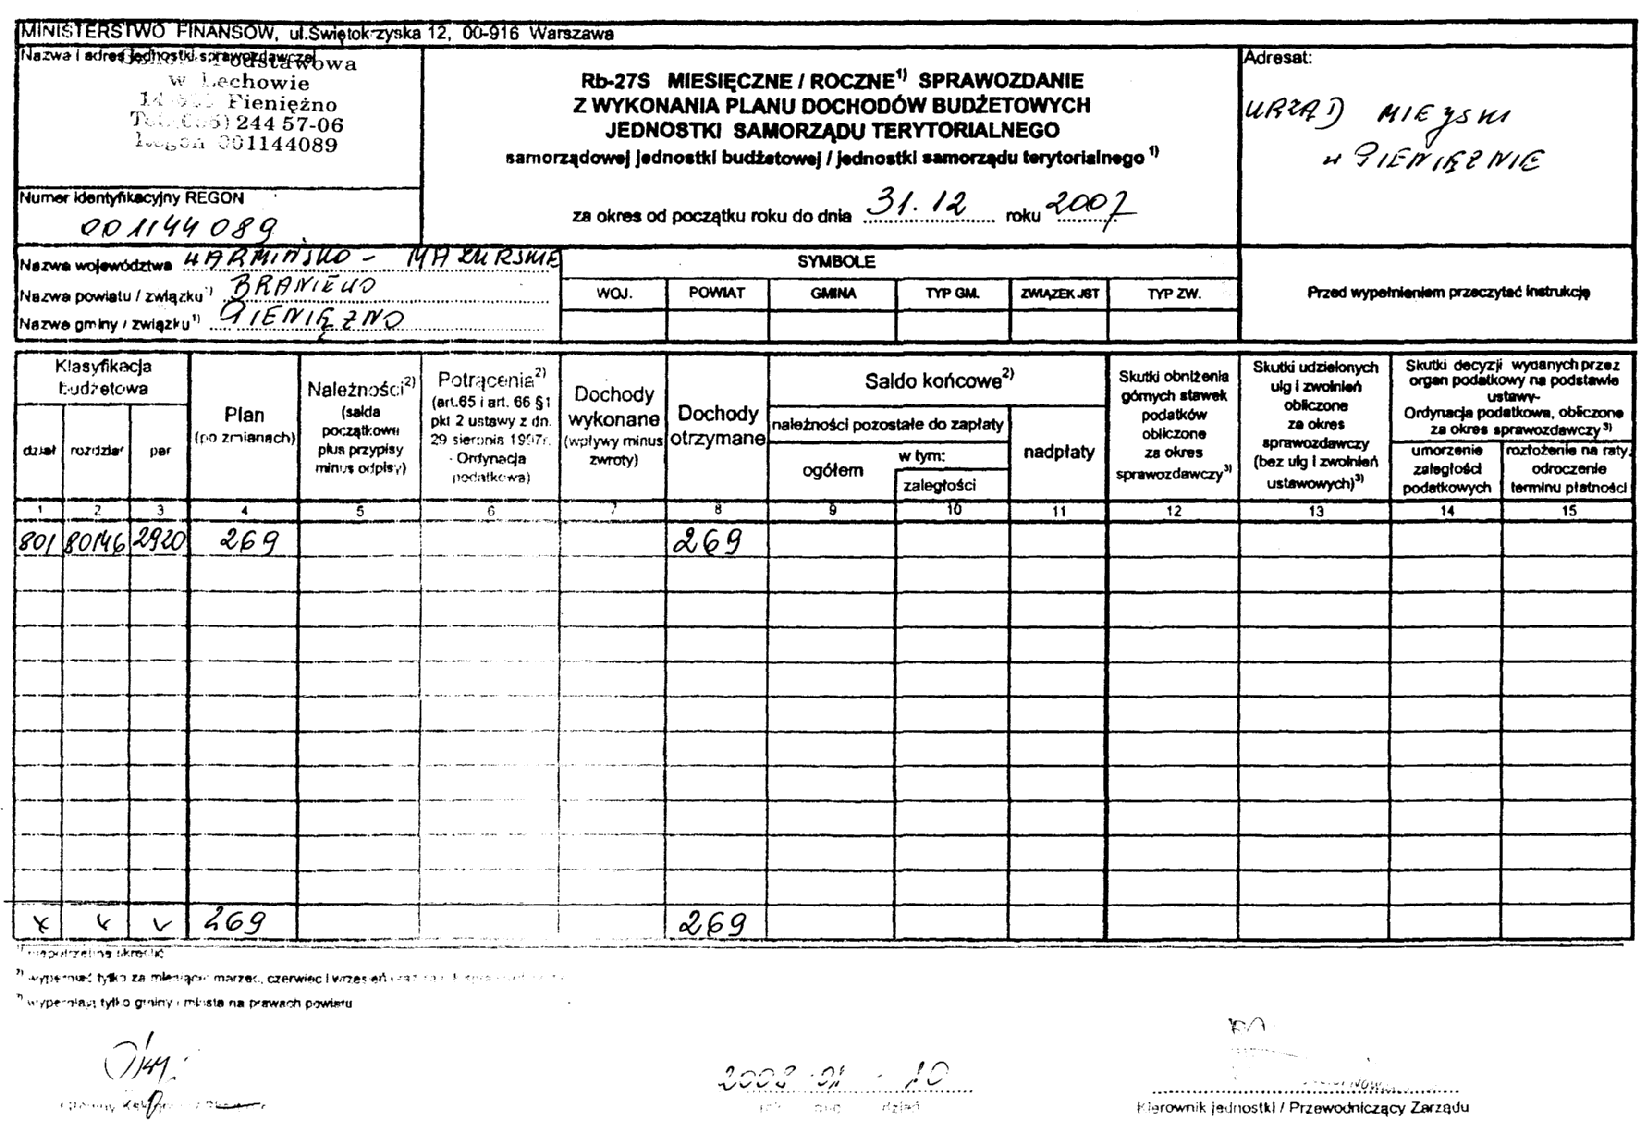 MINISTERSTWO FINANSÓW, ul.Świętokrzyska 12, 00-916 Warszawa
Nazwa i adres jednostki sprawozdawczej
Podstawowa
w Lechowie
Pieniężno
244 57-06
Regon 001144089
Numer identyfikacyjny REGON
001144089
Rb-27S MIESIĘCZNE / ROCZNE1) SPRAWOZDANIE
Z WYKONANIA PLANU DOCHODÓW BUDŻETOWYCH
JEDNOSTKI SAMORZĄDU TERYTORIALNEGO
samorządowej jednostki budżetowej / jednostki samorządu terytorialnego 1)
za okres od początku roku do dnia 31.12 roku 2007
Adresat:
URZĄD MIEJSKI
w PIENIĘŻNIE
Nazwa województwa WARMIŃSKO - MAZURSKIE
Nazwa powiatu / związku1) BRANIEWO
Nazwa gminy / związku1) PIENIĘŻNO
SYMBOLE
WOJ. POWIAT GMINA TYP GM. ZWIĄZEK JST TYP ZW.
Przed wypełnieniem przeczytać instrukcję
Klasyfikacja
budżetowa
dział rozdział par
Plan
(po zmianach)
Należności2)
(salda
początkowe
plus przypisy
minus odpisy)
Potrącenia2)
(art.65 i art. 66 §1
pkt 2 ustawy z dn.
29 sierpnia 1997r.
- Ordynacja
podatkowa)
Dochody
wykonane
(wpływy minus
zwroty)
Dochody
otrzymane
Saldo końcowe2)
należności pozostałe do zapłaty
ogółem
w tym:
zaległości
nadpłaty
Skutki obniżenia
górnych stawek
podatków
obliczone
za okres
sprawozdawczy3)
Skutki udzielonych
ulg i zwolnień
obliczone
za okres
sprawozdawczy
(bez ulg i zwolnień
ustawowych)3)
Skutki decyzji wydanych przez
organ podatkowy na podstawie
ustawy-
Ordynacja podatkowa, obliczone
za okres sprawozdawczy 3)
umorzenie
zaległości
podatkowych
rozłożenie na raty,
odroczenie
terminu płatności
1 2 3 4 5 6 7 8 9 10 11 12 13 14 15
801 80146 2920 269 269
x x 269 269
1) niepotrzebne skreślić
2) wypełniać tylko za miesiące: marzec, czerwiec i wrzesień
3) wypełniają tylko gminy i miasta na prawach powiatu
2008 01 - 10
rok dzień
Kierownik jednostki / Przewodniczący Zarządu